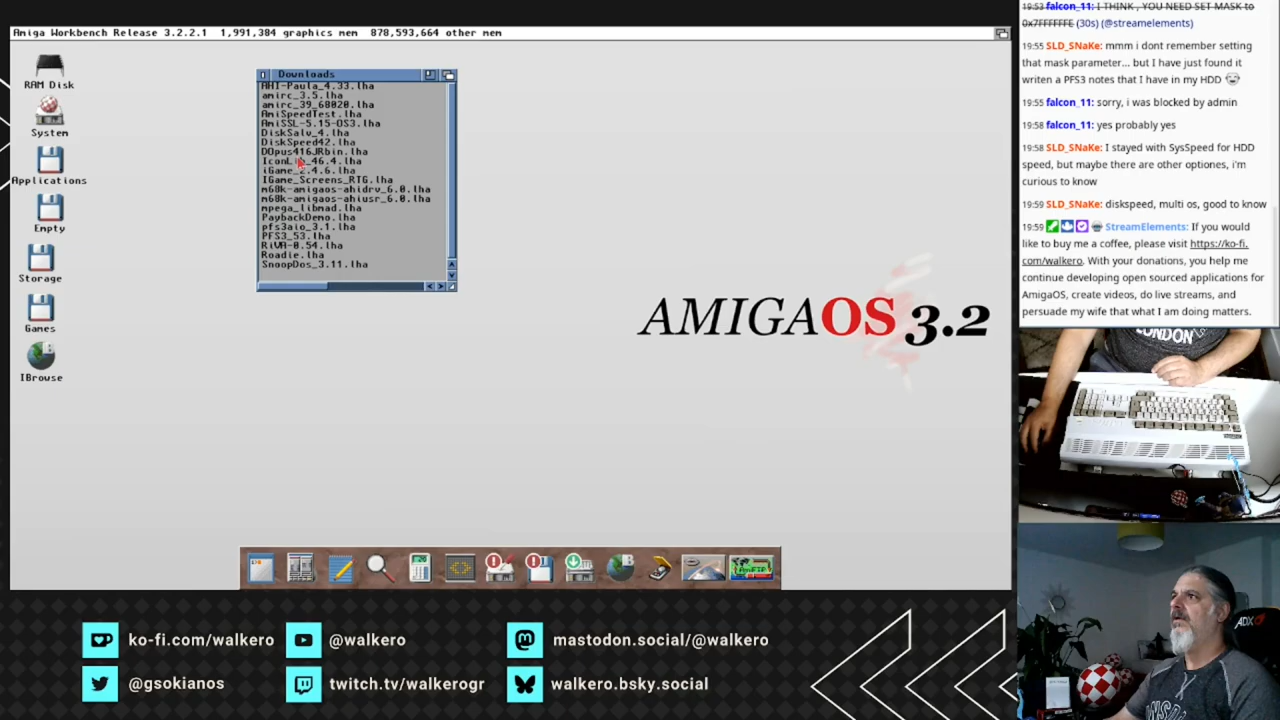 Amiga Workbench Release 3.2.2.1 1,991,384 graphics mem 878,593,664 other mem
RAM Disk
System
Applications
Empty
Storage
Games
IBrowse
Downloads
AHI-Paula_4.33.lha
amirc_3.5.lha
amirc_39_68020.lha
AmiSpeedTest.lha
AmiSSL-5.15-OS3.lha
DiskSalv_4.lha
DiskSpeed42.lha
DOpus416JRbin.lha
_46.4.lha
iGame_2.4.6.lha
IGame_Screens_RTG.lha
m68k-amigaos-ahidrv_6.0.lha
m68k-amigaos-ahiusr_6.0.lha
mpega_libmad.lha
PaybackDemo.lha
pfs3aio_3.1.lha
PFS3_53.lha
RiVA-0.54.lha
Roadie.lha
SnoopDos_3.11.lha
AMIGAOS 3.2
19:53 falcon_11: I THINK , YOU NEED SET MASK to
0x7FFFFFFE (30s) (@streamelements)
19:55 SLD_SNaKe: mmm i dont remember setting
that mask parameter... but I have just found it
writen a PFS3 notes that I have in my HDD
19:55 falcon_11: sorry, i was blocked by admin
19:58 falcon_11: yes probably yes
19:58 SLD_SNaKe: I stayed with SysSpeed for HDD
speed, but maybe there are other optiones, i'm
curious to know
19:59 SLD_SNaKe: diskspeed, multi os, good to know
19:59 StreamElements: If you would
like to buy me a coffee, please visit https://ko-fi.
com/walkero. With your donations, you help me
continue developing open sourced applications for
AmigaOS, create videos, do live streams, and
persuade my wife that what I am doing matters.
LONDON
ADX
ko-fi.com/walkero
@walkero
mastodon.social/@walkero
@gsokianos
twitch.tv/walkerogr
walkero.bsky.social